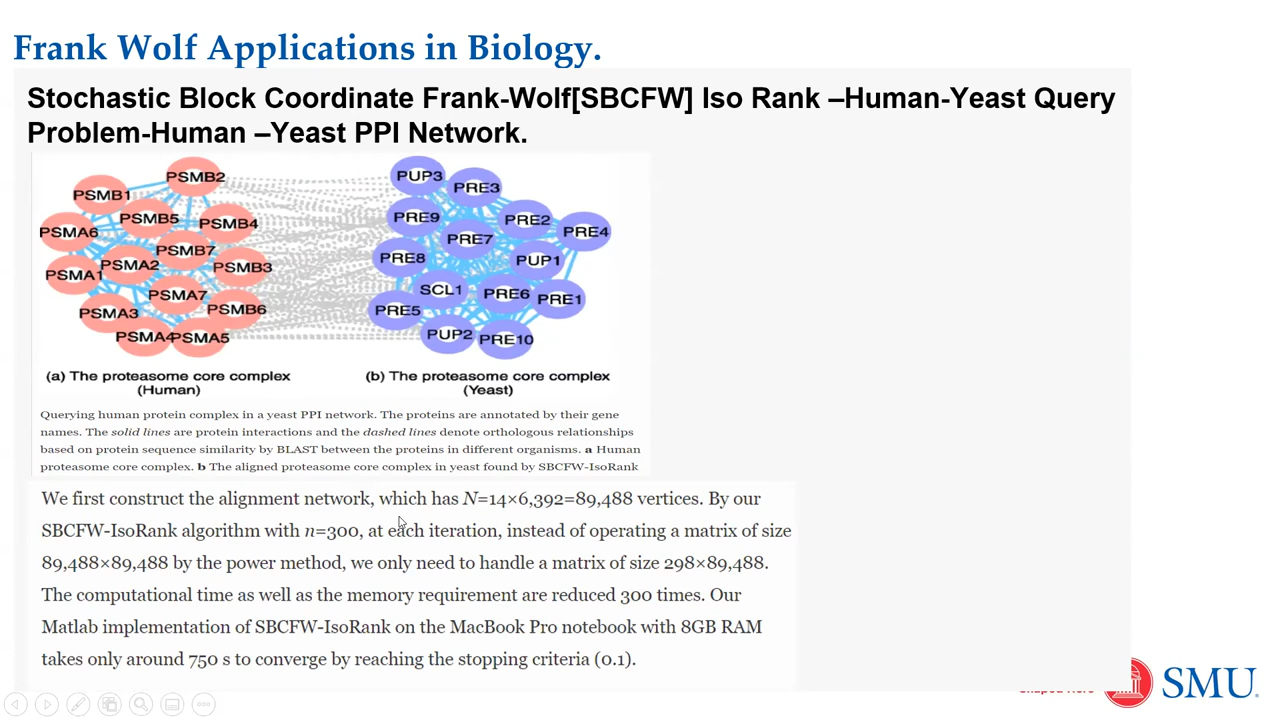 Frank Wolf Applications in Biology.
Stochastic Block Coordinate Frank-Wolf[SBCFW] Iso Rank –Human-Yeast Query
Problem-Human –Yeast PPI Network.
PSMB2
PSMB1
PSMB5
PSMB4
PSMA6
PSMB7
PSMA2
PSMB3
PSMA1
PSMA7
PSMB6
PSMA3
PSMA4
PSMA5
PUP3
PRE3
PRE9
PRE2
PRE4
PRE7
PRE8
PUP1
SCL1
PRE6
PRE1
PRE5
PUP2
PRE10
(a) The proteasome core complex
(Human)
(b) The proteasome core complex
(Yeast)
Querying human protein complex in a yeast PPI network. The proteins are annotated by their gene
names. The solid lines are protein interactions and the dashed lines denote orthologous relationships
based on protein sequence similarity by BLAST between the proteins in different organisms. a Human
proteasome core complex. b The aligned proteasome core complex in yeast found by SBCFW-IsoRank
We first construct the alignment network, which has N=14×6,392=89,488 vertices. By our
SBCFW-IsoRank algorithm with n=300, at each iteration, instead of operating a matrix of size
89,488×89,488 by the power method, we only need to handle a matrix of size 298×89,488.
The computational time as well as the memory requirement are reduced 300 times. Our
Matlab implementation of SBCFW-IsoRank on the MacBook Pro notebook with 8GB RAM
takes only around 750 s to converge by reaching the stopping criteria (0.1).
SMU